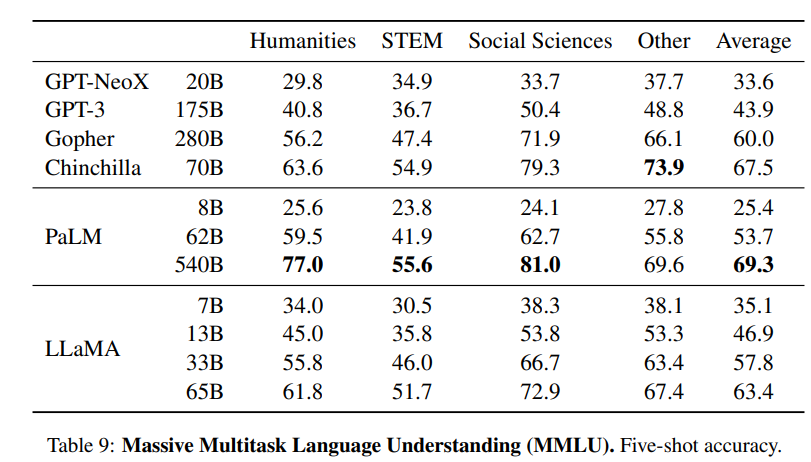 Humanities STEM Social Sciences Other Average
GPT-NeoX 20B 29.8 34.9 33.7 37.7 33.6
GPT-3 175B 40.8 36.7 50.4 48.8 43.9
Gopher 280B 56.2 47.4 71.9 66.1 60.0
Chinchilla 70B 63.6 54.9 79.3 73.9 67.5
8B 25.6 23.8 24.1 27.8 25.4
PaLM 62B 59.5 41.9 62.7 55.8 53.7
540B 77.0 55.6 81.0 69.6 69.3
7B 34.0 30.5 38.3 38.1 35.1
LLaMA 13B 45.0 35.8 53.8 53.3 46.9
33B 55.8 46.0 66.7 63.4 57.8
65B 61.8 51.7 72.9 67.4 63.4
Table 9: Massive Multitask Language Understanding (MMLU). Five-shot accuracy.